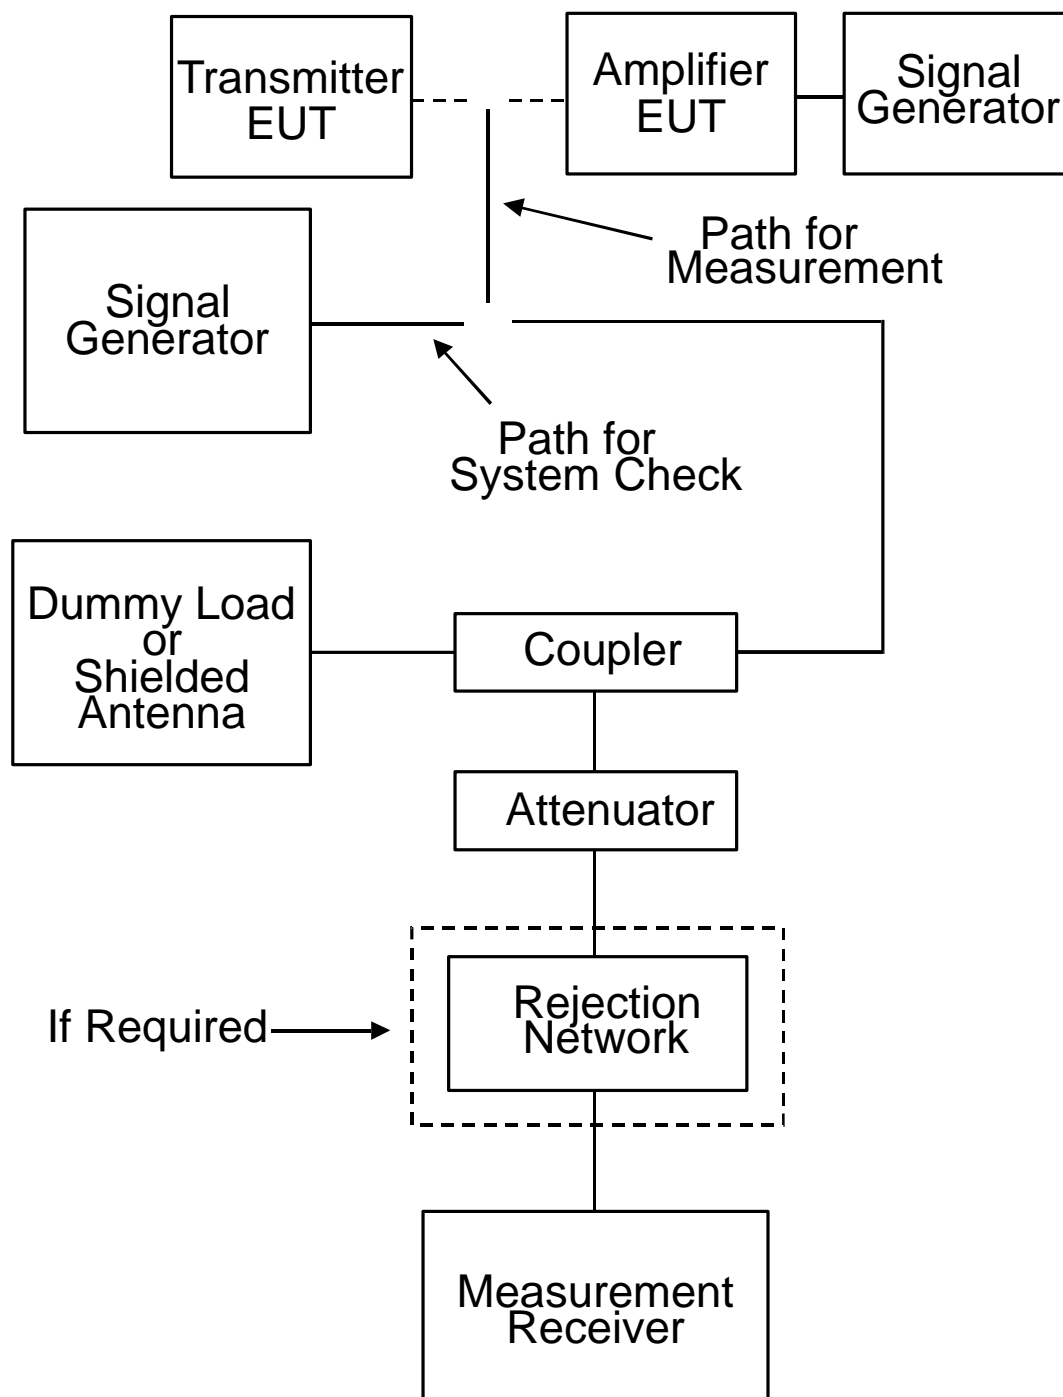 Transmitter
EUT
Amplifier
EUT
Signal
Generator
Path for
Measurement
Signal
Generator
Path for
System Check
Dummy Load
or
Shielded
Antenna
Coupler
Attenuator
If Required
Rejection
Network
Measurement
Receiver